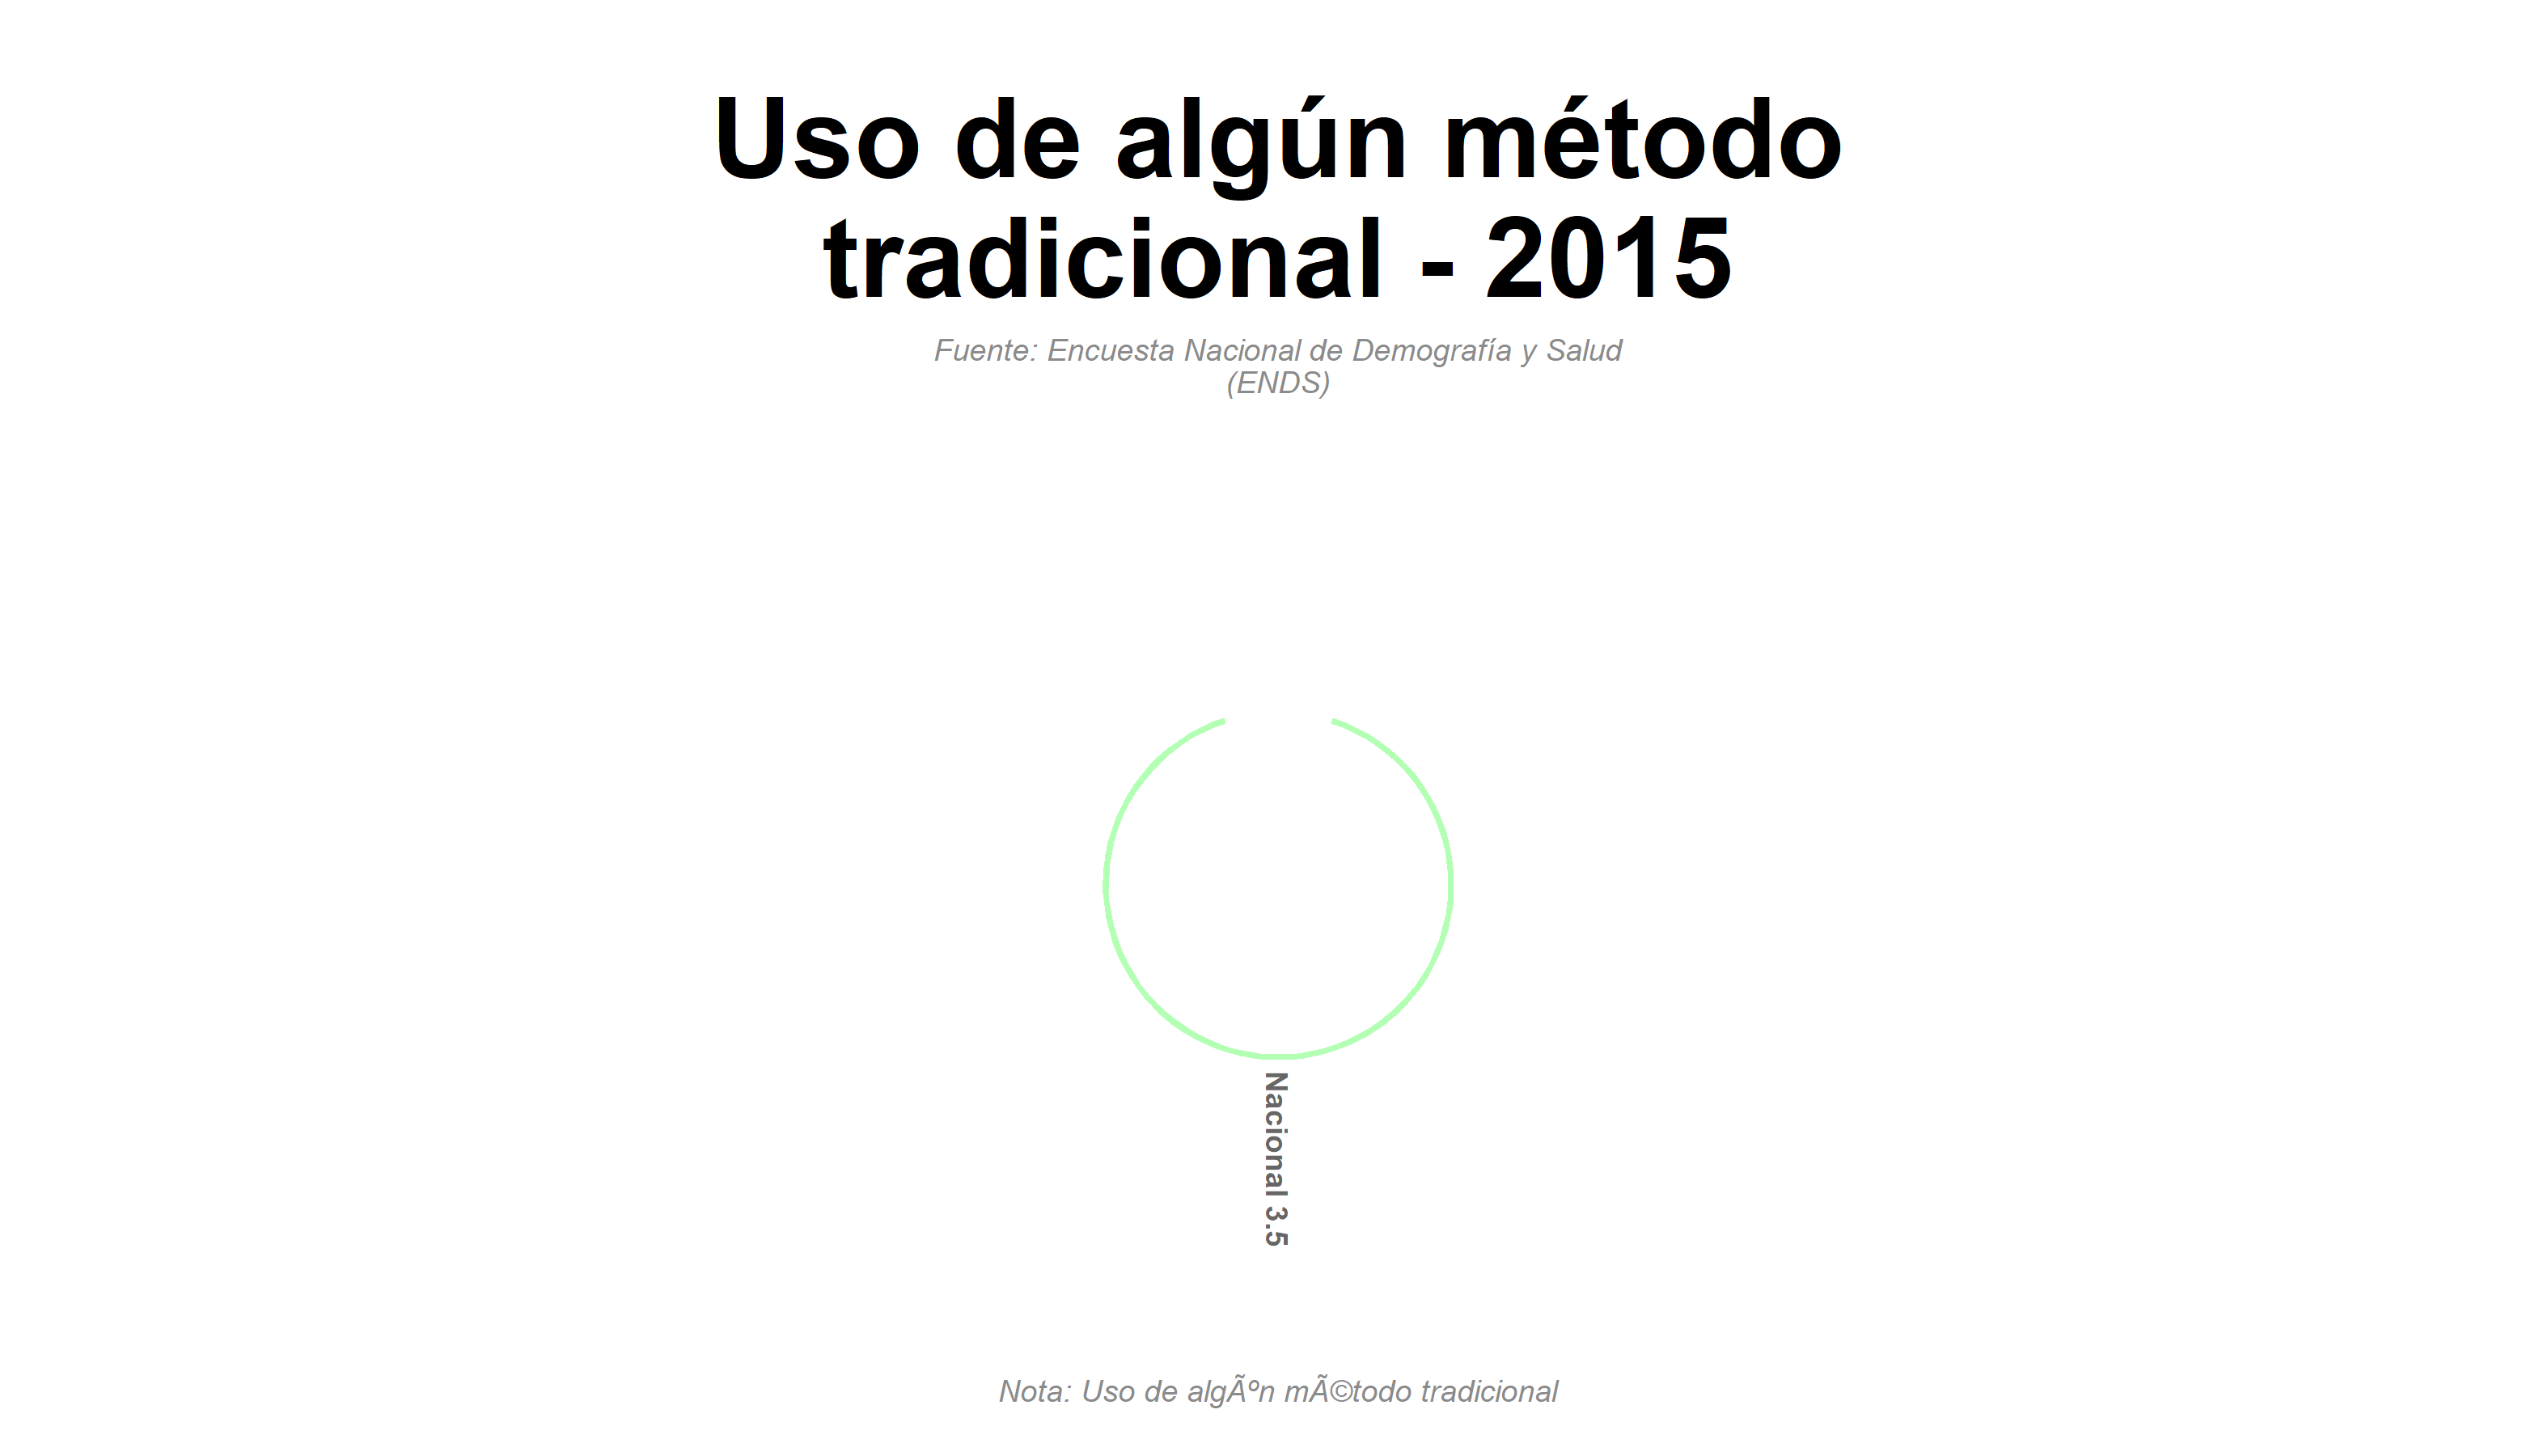 Uso de algún método
tradicional - 2015
Fuente: Encuesta Nacional de Demografía y Salud
(ENDS)
Nacional 3.5
Nota: Uso de algÃºn mÃ©todo tradicional